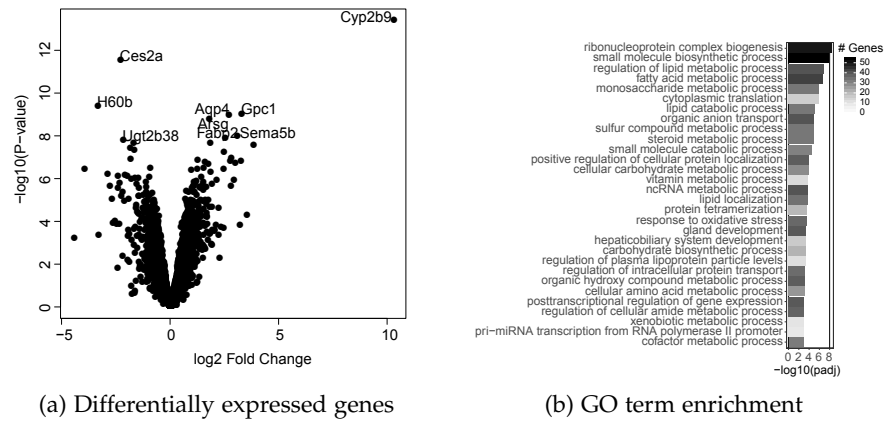 Cyp2b9
Ces2a
H60b
Aqp4
Gpc1
Arsg
Ugt2b38
Fabp2
Sema5b
−log10(P−value)
12
10
8
6
4
2
0
−5
0
5
10
log2 Fold Change
(a) Differentially expressed genes
ribonucleoprotein complex biogenesis
small molecule biosynthetic process
regulation of lipid metabolic process
fatty acid metabolic process
monosaccharide metabolic process
cytoplasmic translation
lipid catabolic process
organic anion transport
sulfur compound metabolic process
steroid metabolic process
small molecule catabolic process
positive regulation of cellular protein localization
cellular carbohydrate metabolic process
vitamin metabolic process
ncRNA metabolic process
lipid localization
protein tetramerization
response to oxidative stress
gland development
hepaticobiliary system development
carbohydrate biosynthetic process
regulation of plasma lipoprotein particle levels
regulation of intracellular protein transport
organic hydroxy compound metabolic process
cellular amino acid metabolic process
posttranscriptional regulation of gene expression
regulation of cellular amide metabolic process
xenobiotic metabolic process
pri−miRNA transcription from RNA polymerase II promoter
cofactor metabolic process
0 2 4 6 8
−log10(padj)
# Genes
50
40
30
20
10
0
(b) GO term enrichment